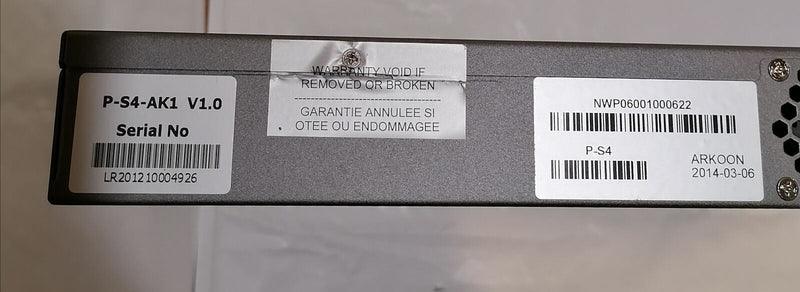 P-S4-AK1 V1.0
Serial No
LR201210004926
WARRANTY VOID IF
REMOVED OR BROKEN
GARANTIE ANNULEE SI
OTEE OU ENDOMMAGEE
NWP06001000622
P-S4
ARKOON
2014-03-06